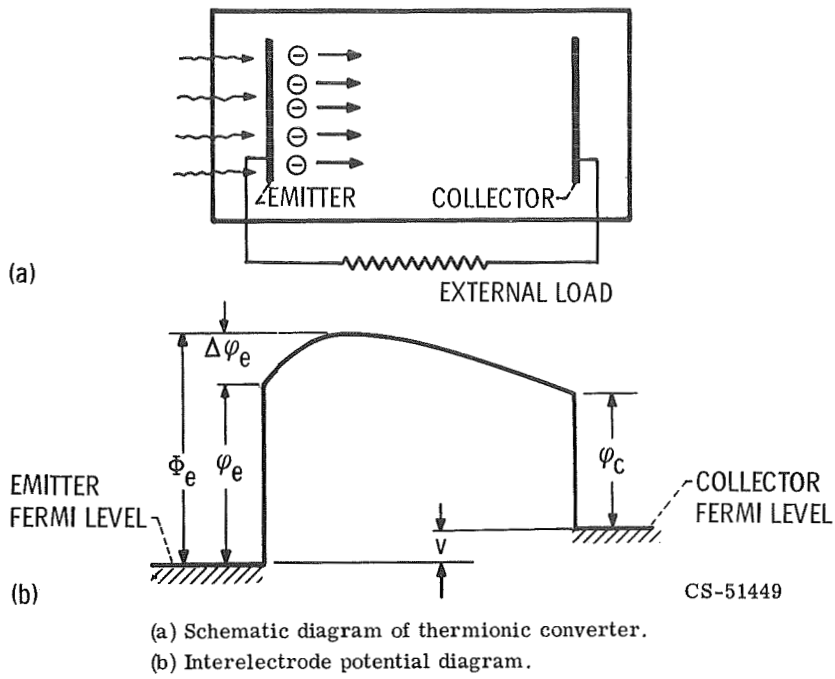 EMITTER
COLLECTOR
(a)
EXTERNAL LOAD
Δφe
Φe
φe
φc
EMITTER
FERMI LEVEL
COLLECTOR
FERMI LEVEL
V
(b)
CS-51449
(a) Schematic diagram of thermionic converter.
(b) Interelectrode potential diagram.